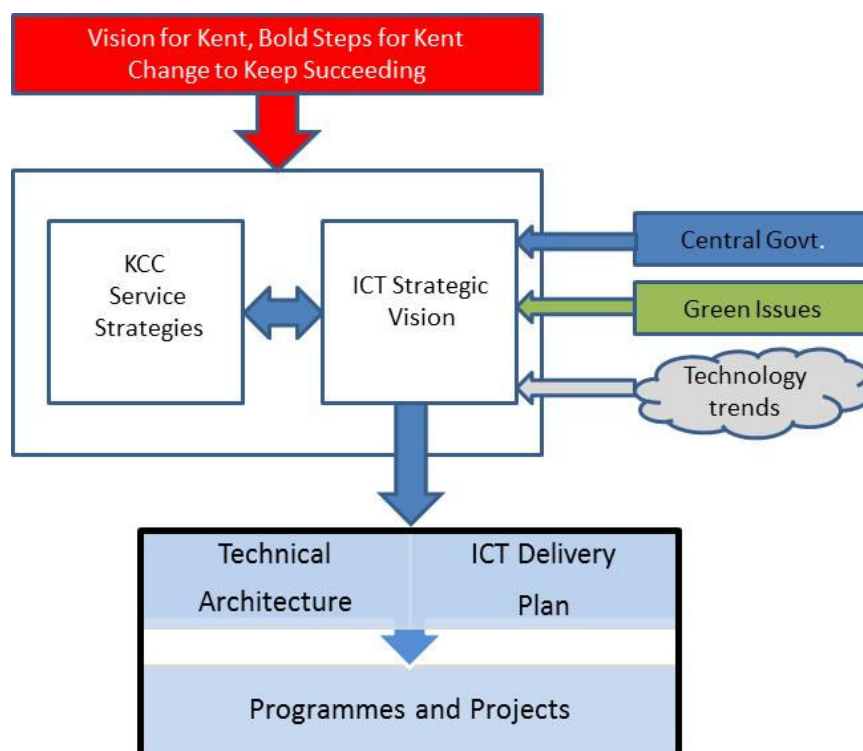 Vision for Kent, Bold Steps for Kent
Change to Keep Succeeding
KCC
Service
Strategies
ICT Strategic
Vision
Central Govt.
Green Issues
Technology
trends
Technical
Architecture
ICT Delivery
Plan
Programmes and Projects